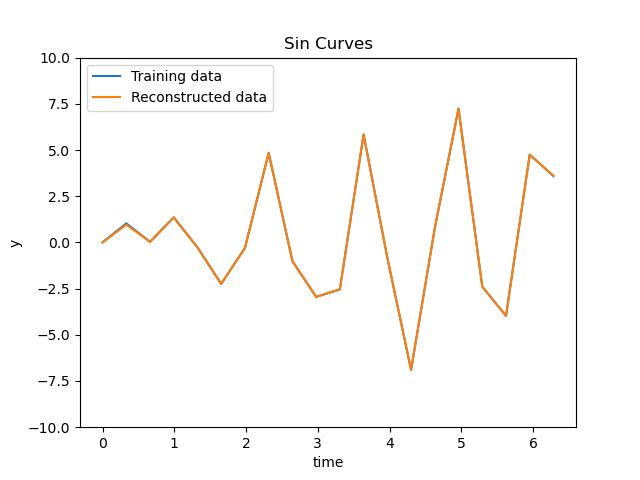 Sin Curves
Training data
Reconstructed data
10.0
7.5
5.0
2.5
0.0
−2.5
−5.0
−7.5
−10.0
y
0 1 2 3 4 5 6
time